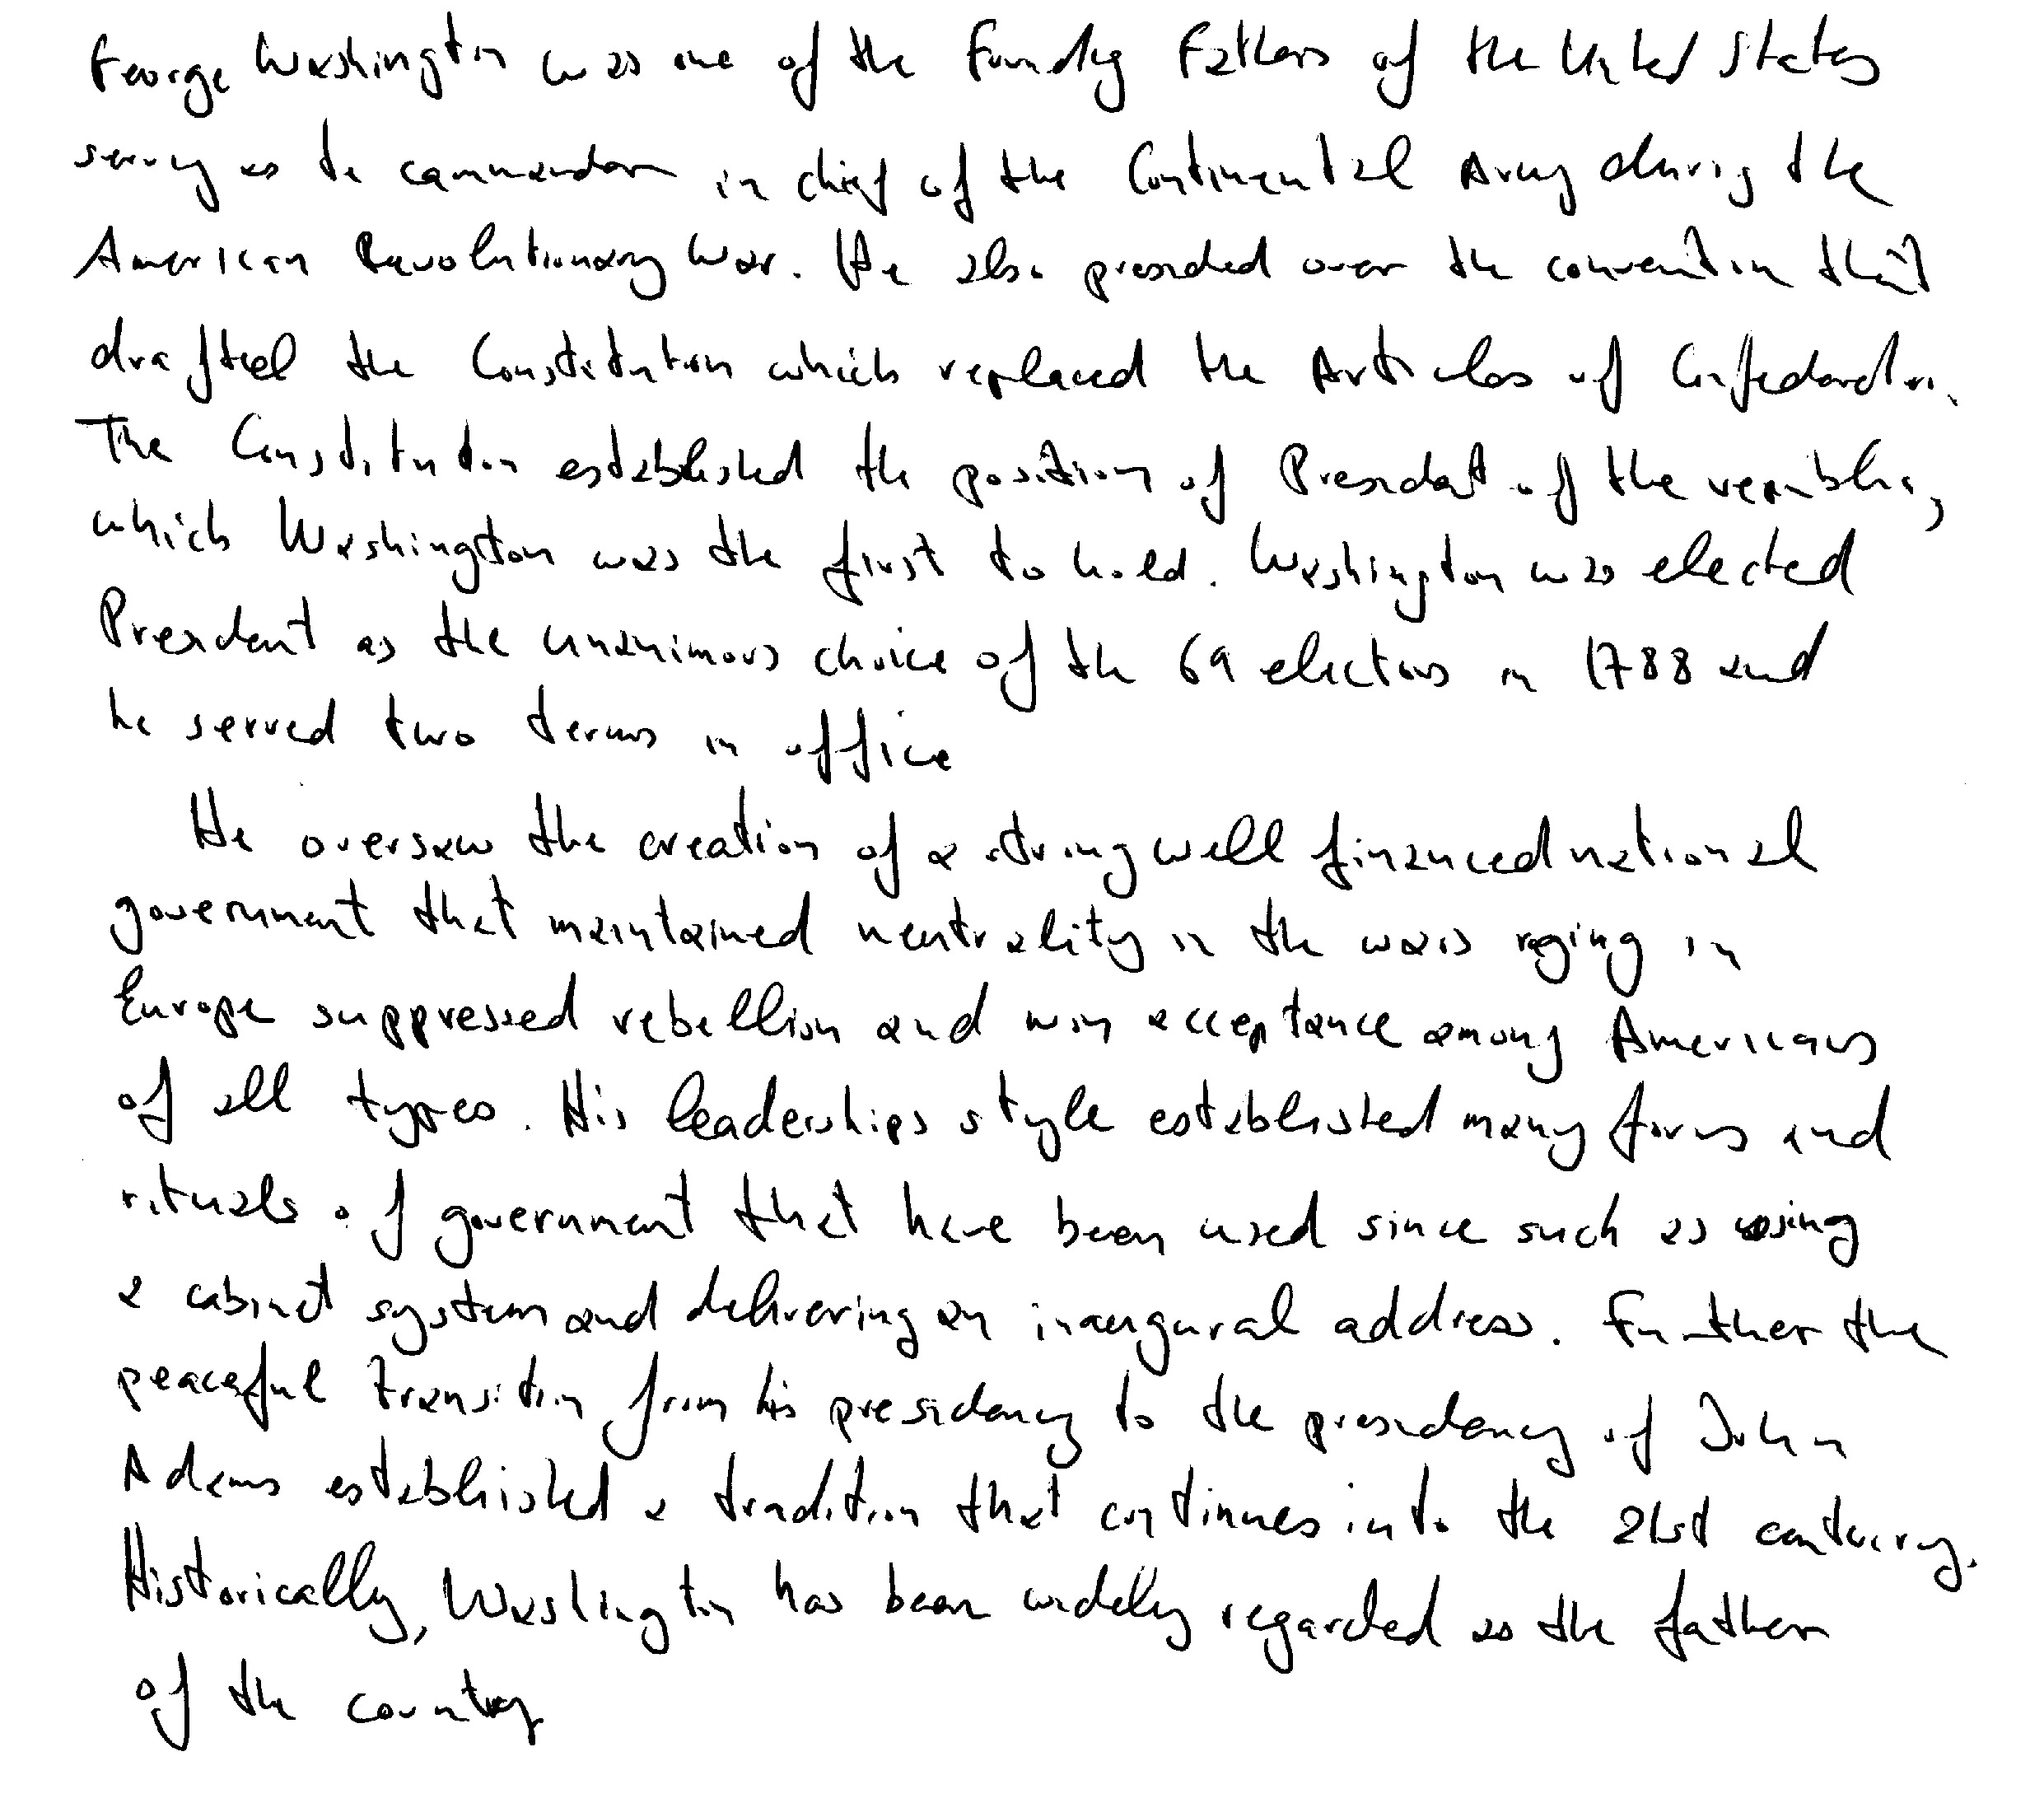 George Washington was one of the Founding Fathers of the United States
serving as the commander in chief of the Continental Army during the
American Revolutionary War. He also presided over the convention that
drafted the Constitution which replaced the Articles of Confederation.
The Constitution established the position of President of the republic,
which Washington was the first to hold. Washington was elected
President as the unanimous choice of the 69 electors in 1788 and
he served two terms in office
He oversaw the creation of a strong well financed national
government that maintained neutrality in the wars raging in
Europe suppressed rebellion and won acceptance among Americans
of all types. His leaderships style established many forms and
rituals of government that have been used since such as using
a cabinet system and delivering an inaugural address. Further the
peaceful transition from his presidency to the presidency of John
Adams established a tradition that continues into the 21st century.
Historically, Washington has been widely regarded as the father
of the country